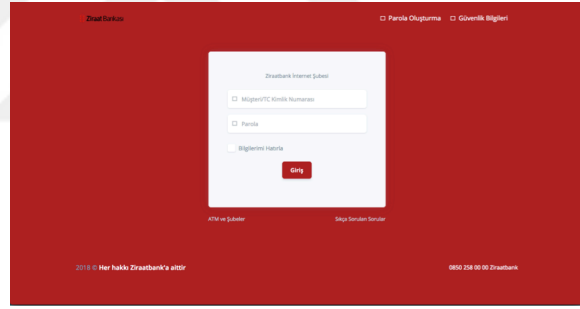 Ziraat Bankası
Parola Oluşturma
Güvenlik Bilgileri
Ziraatbank İnternet Şubesi
Müşteri/TC Kimlik Numarası
Parola
Bilgilerimi Hatırla
Giriş
ATM ve Şubeler
Sıkça Sorulan Sorular
2018 © Her hakkı Ziraatbank'a aittir
0850 258 00 00 Ziraatbank